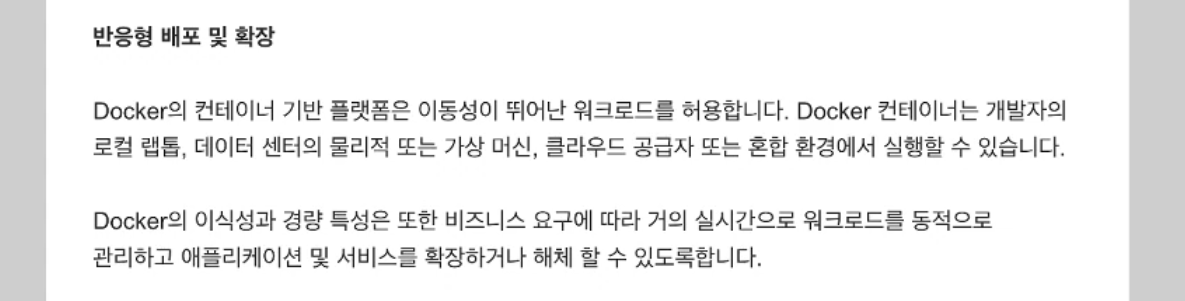 반응형 배포 및 확장
Docker의 컨테이너 기반 플랫폼은 이동성이 뛰어난 워크로드를 허용합니다. Docker 컨테이너는 개발자의
로컬 랩톱, 데이터 센터의 물리적 또는 가상 머신, 클라우드 공급자 또는 혼합 환경에서 실행할 수 있습니다.
Docker의 이식성과 경량 특성은 또한 비즈니스 요구에 따라 거의 실시간으로 워크로드를 동적으로
관리하고 애플리케이션 및 서비스를 확장하거나 해체 할 수 있도록합니다.